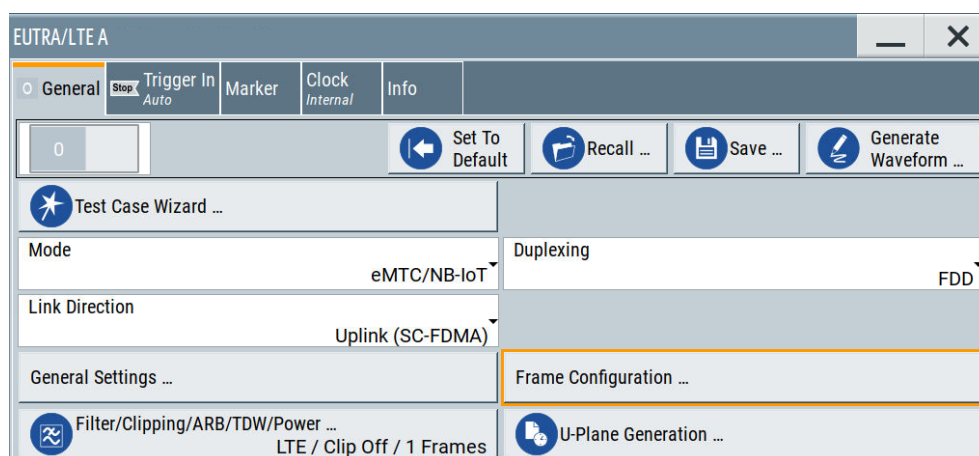 EUTRA/LTE A
0 General Stop Trigger In Marker Clock Info
Auto Internal
0 Set To Default Recall ... Save ... Generate Waveform ...
Test Case Wizard ...
Mode Duplexing
eMTC/NB-IoT FDD
Link Direction
Uplink (SC-FDMA)
General Settings ... Frame Configuration ...
Filter/Clipping/ARB/TDW/Power ... U-Plane Generation ...
LTE / Clip Off / 1 Frames